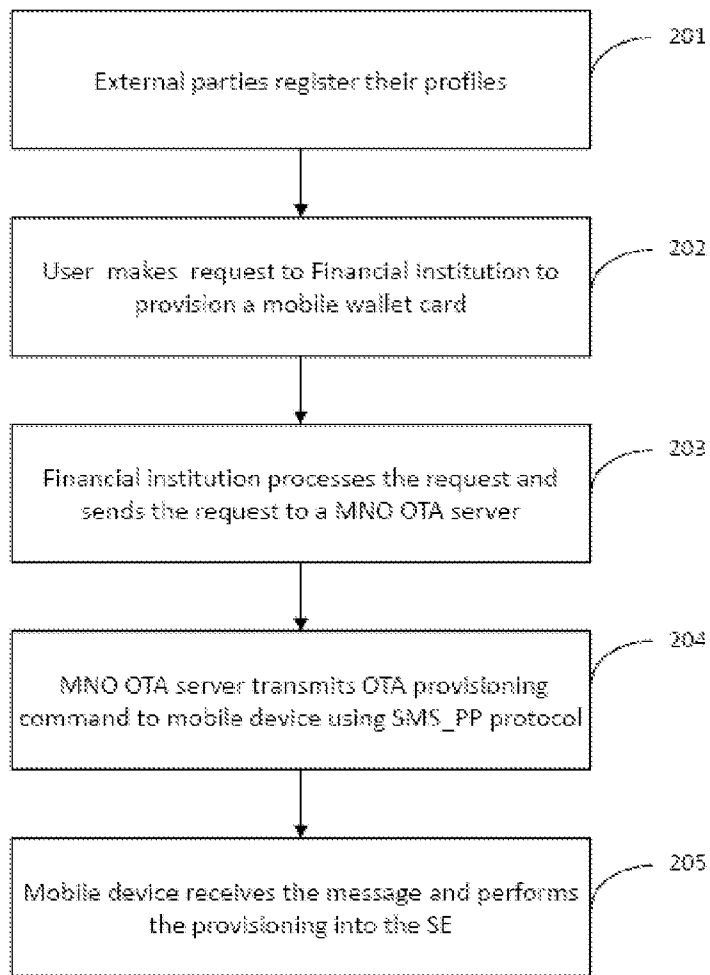 External parties register their profiles
201
User makes request to Financial Institution to
provision a mobile wallet card
202
Financial institution processes the request and
sends the request to a MNO OTA server
203
MNO OTA server transmits OTA provisioning
command to mobile device using SMS_PP protocol
204
Mobile device receives the message and performs
the provisioning into the SE
205